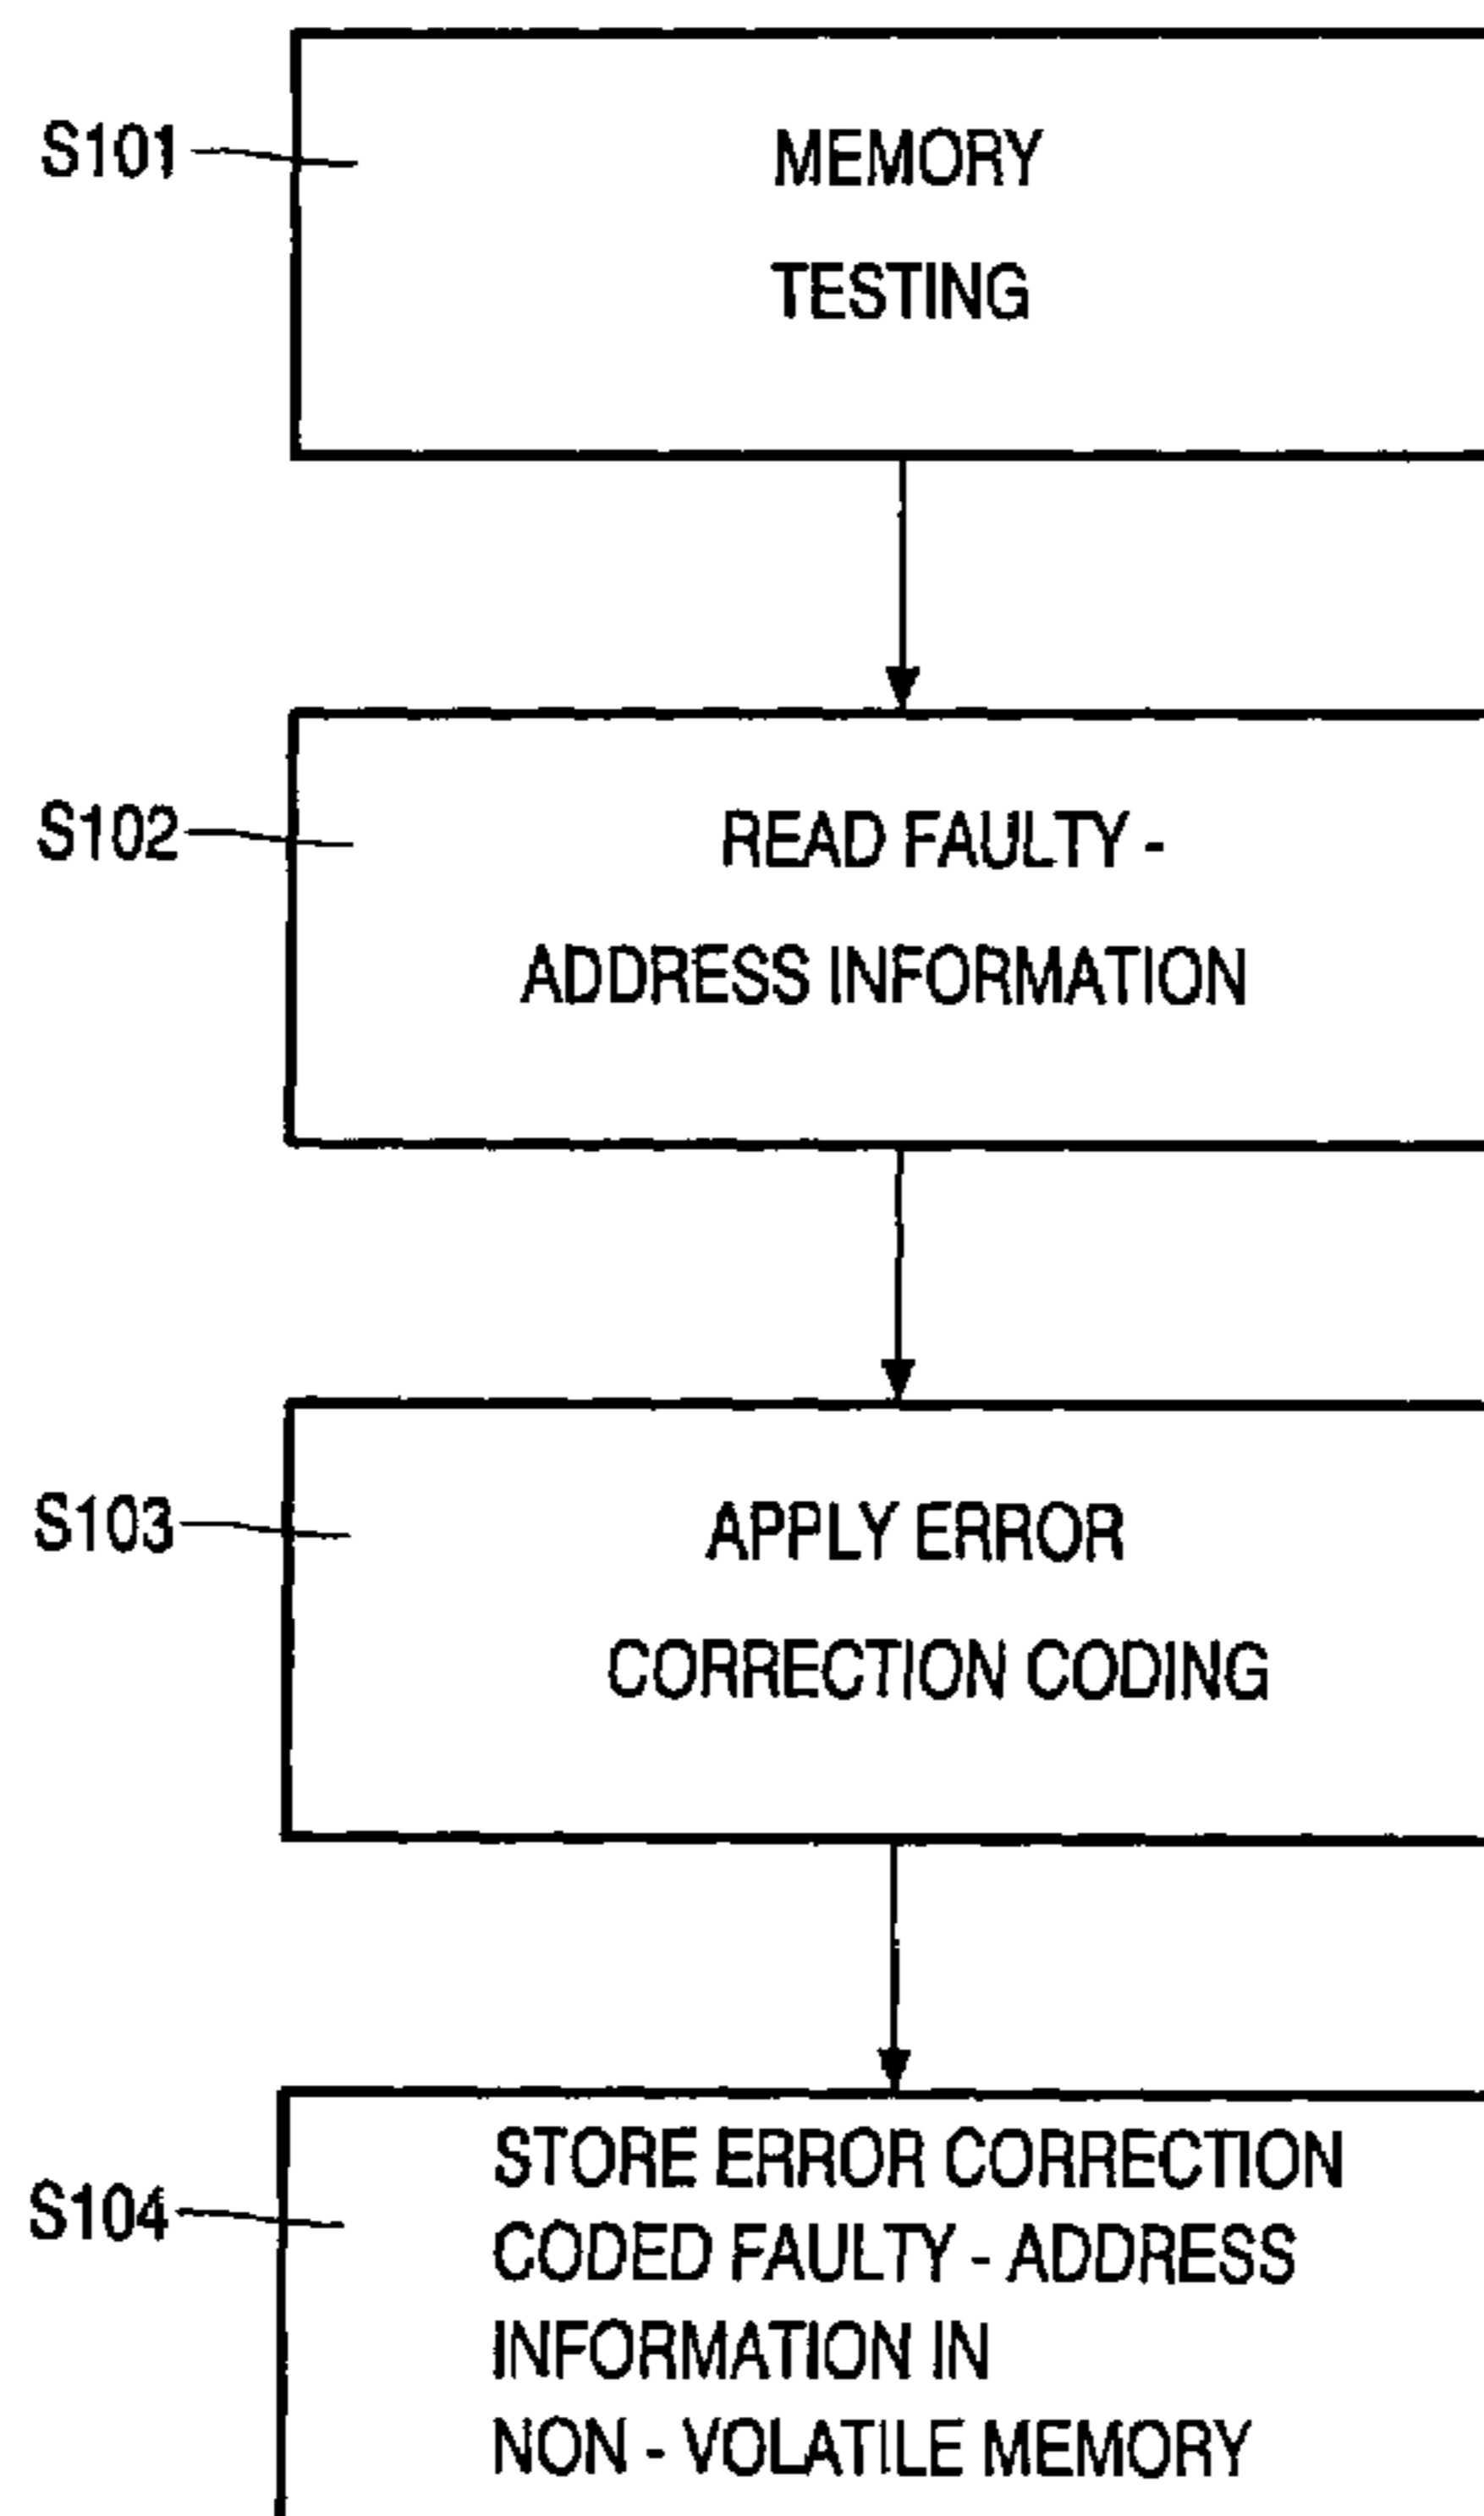 S101
MEMORY
TESTING
S102
READ FAULTY -
ADDRESS INFORMATION
S103
APPLY ERROR
CORRECTION CODING
S104
STORE ERROR CORRECTION
CODED FAULTY - ADDRESS
INFORMATION IN
NON - VOLATILE MEMORY